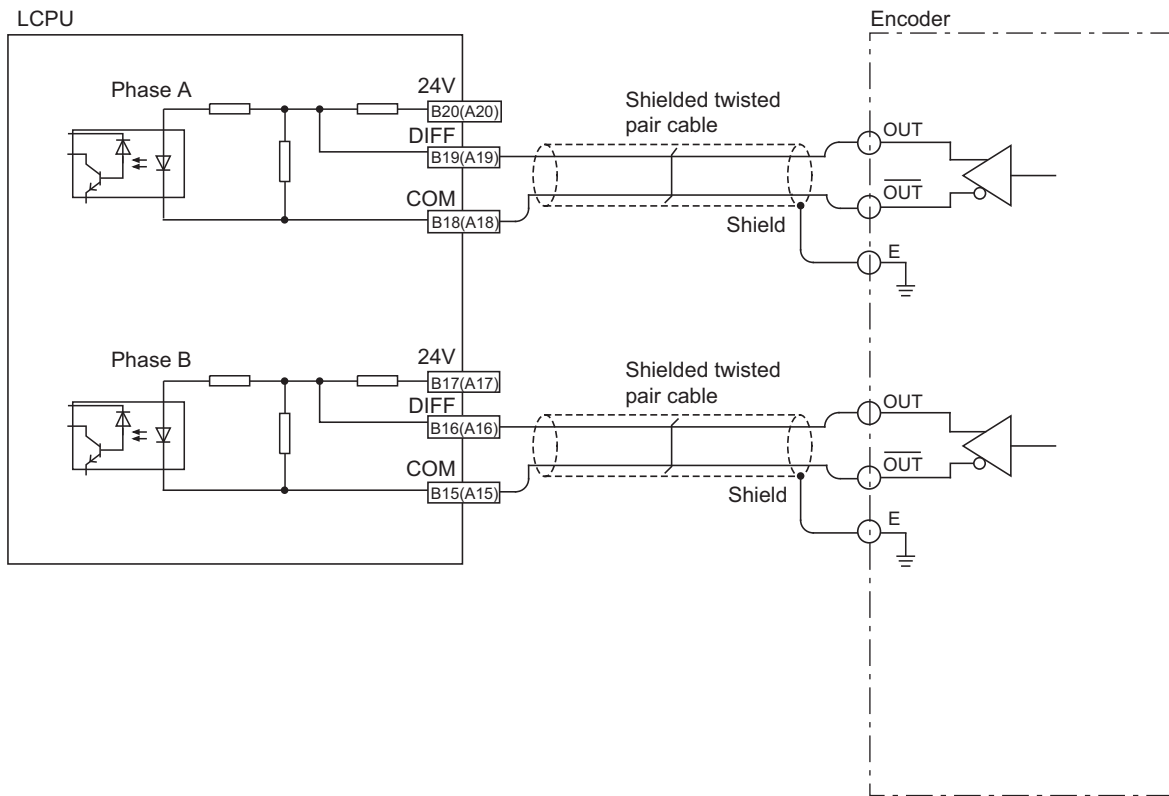 LCPU
Encoder
Phase A
24V
B20(A20)
DIFF
B19(A19)
COM
B18(A18)
Shielded twisted
pair cable
Shield
OUT
OUT
E
Phase B
24V
B17(A17)
DIFF
B16(A16)
COM
B15(A15)
Shielded twisted
pair cable
Shield
OUT
OUT
E